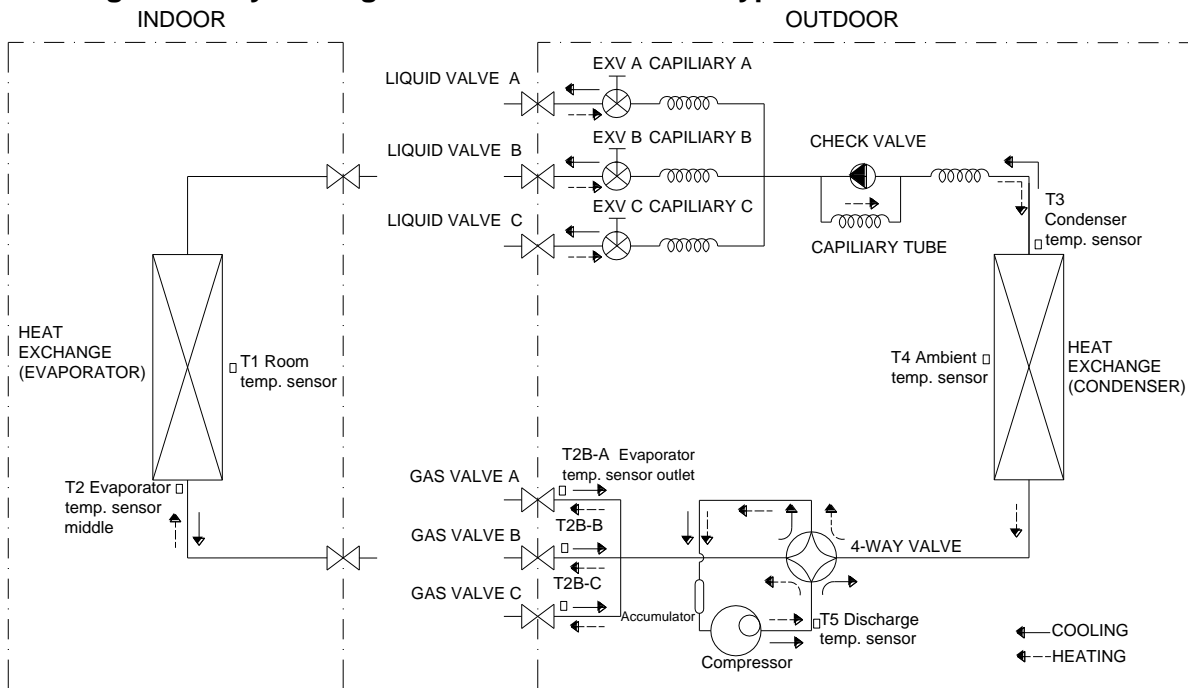 INDOOR
OUTDOOR
LIQUID VALVE A
EXV A CAPILIARY A
LIQUID VALVE B
EXV B CAPILIARY B
CHECK VALVE
LIQUID VALVE C
EXV C CAPILIARY C
CAPILIARY TUBE
T3
Condenser
temp. sensor
HEAT
EXCHANGE
(EVAPORATOR)
T1 Room
temp. sensor
T4 Ambient
temp. sensor
HEAT
EXCHANGE
(CONDENSER)
T2 Evaporator
temp. sensor
middle
GAS VALVE A
T2B-A Evaporator
temp. sensor outlet
T2B-B
GAS VALVE B
T2B-C
GAS VALVE C
4-WAY VALVE
Accumulator
Compressor
T5 Discharge
temp. sensor
COOLING
HEATING